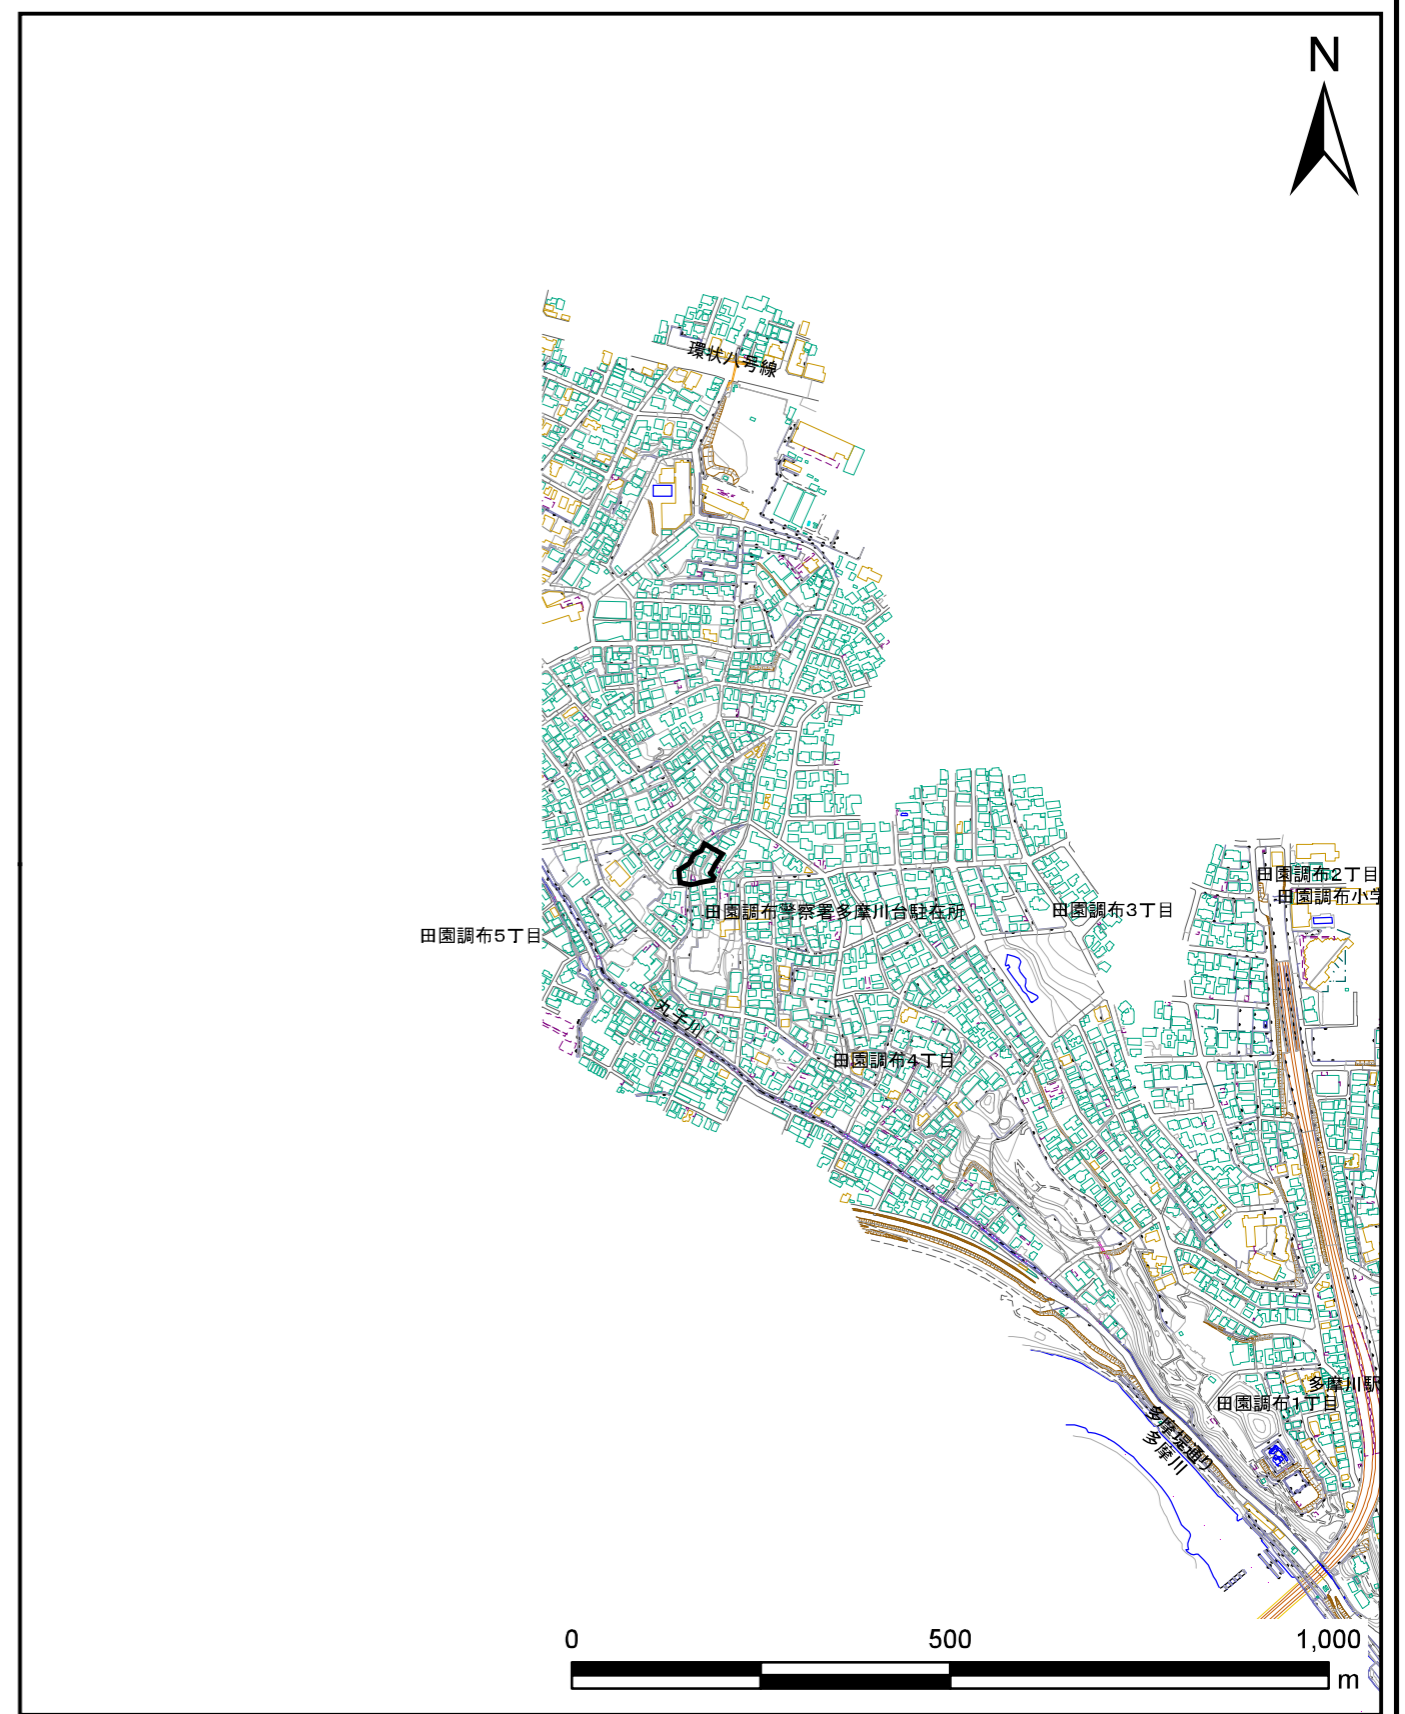 N
環状八号線
田園調布2丁目
田園調布小学
田園調布警察署多摩川台駐在所
田園調布3丁目
田園調布5丁目
丸子川
田園調布4丁目
多摩川駅
田園調布1丁目
多摩堤通り
多摩川
0 500 1,000
m